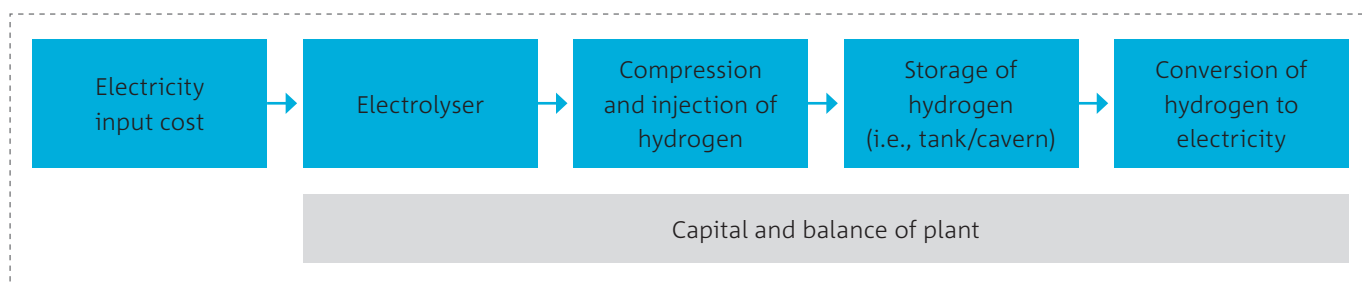 Electricity
input cost
Electrolyser
Compression
and injection of
hydrogen
Storage of
hydrogen
(i.e., tank/cavern)
Conversion of
hydrogen to
electricity
Capital and balance of plant